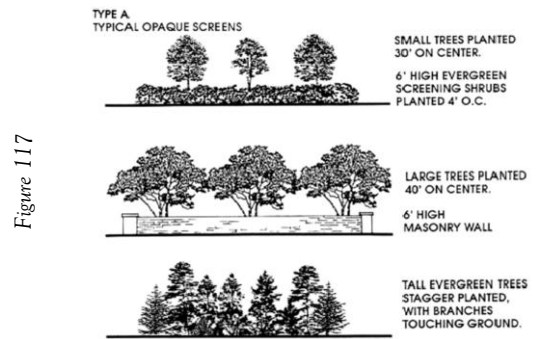 TYPE A
TYPICAL OPAQUE SCREENS
SMALL TREES PLANTED
30' ON CENTER.
6' HIGH EVERGREEN
SCREENING SHRUBS
PLANTED 4' O.C.
Figure 117
LARGE TREES PLANTED
40' ON CENTER.
6' HIGH
MASONRY WALL
TALL EVERGREEN TREES
STAGGER PLANTED,
WITH BRANCHES
TOUCHING GROUND.